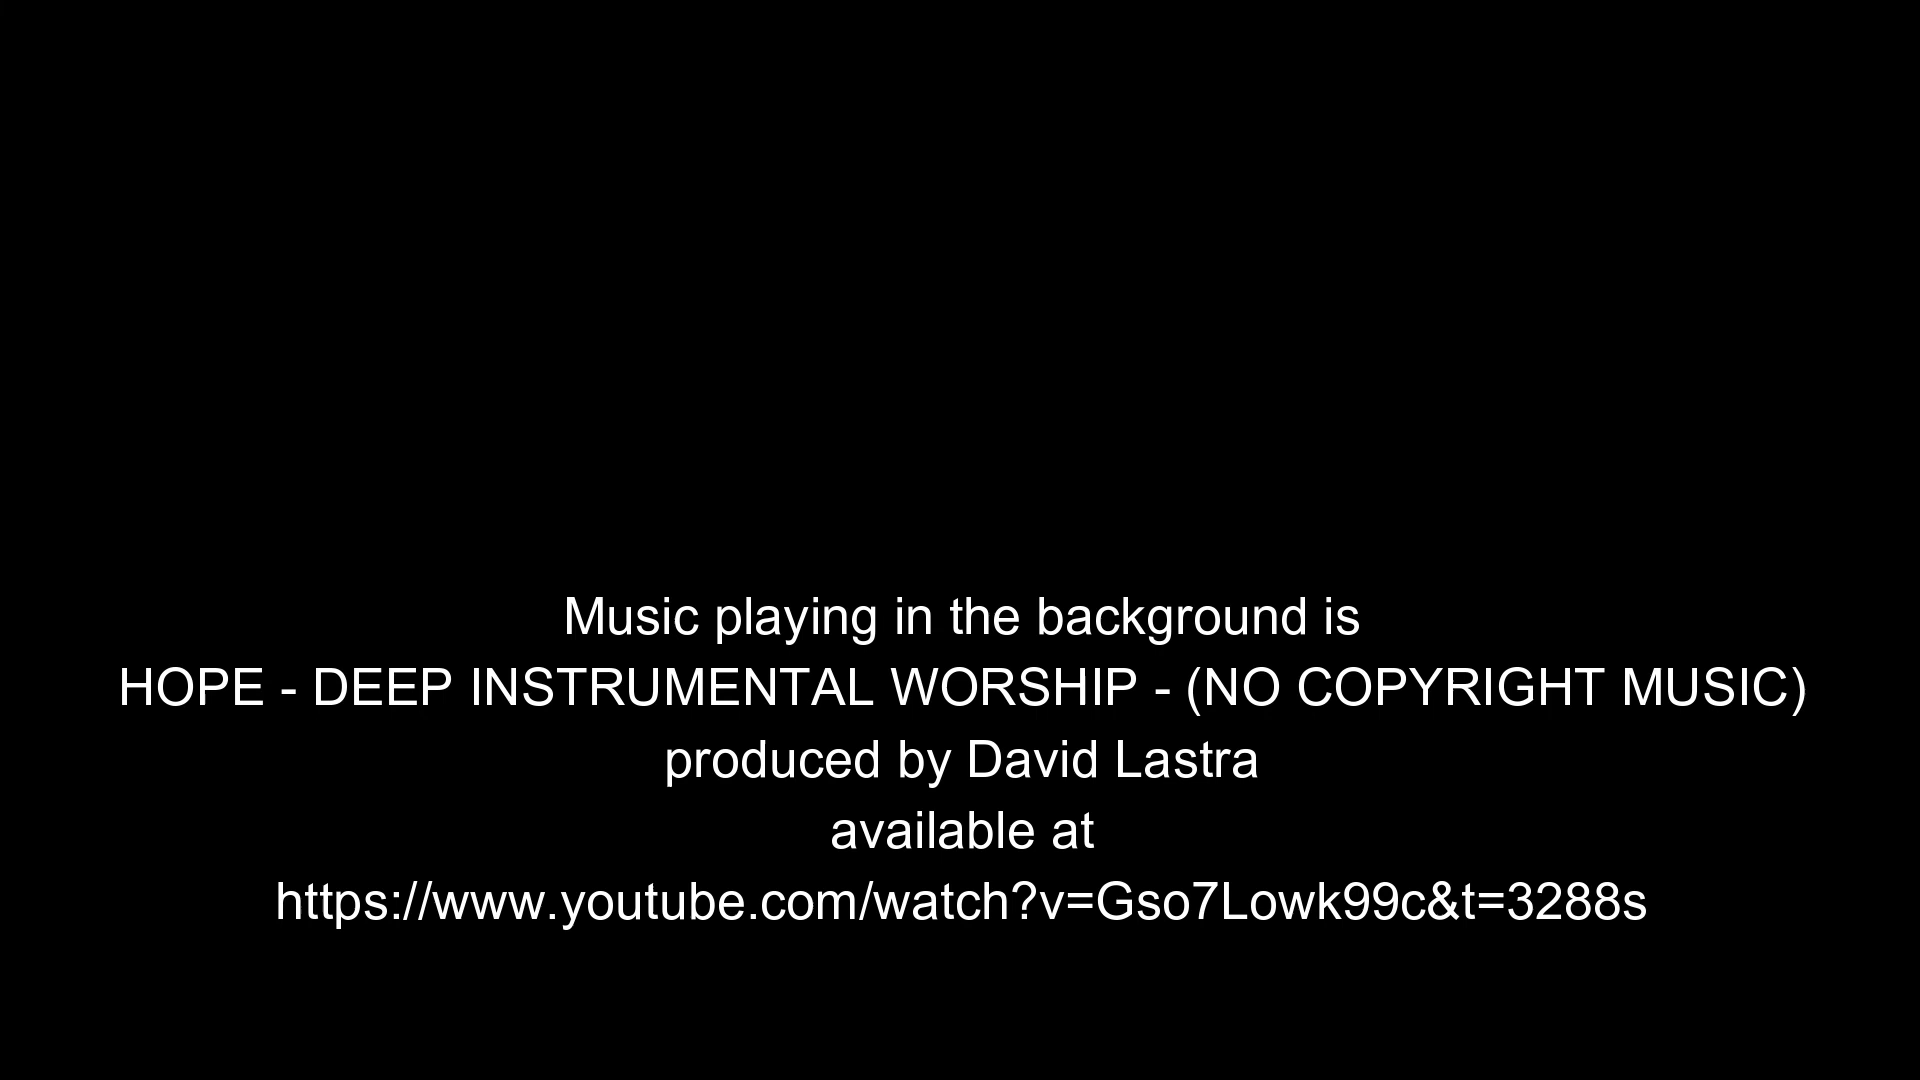 Music playing in the background is
HOPE - DEEP INSTRUMENTAL WORSHIP - (NO COPYRIGHT MUSIC)
produced by David Lastra
available at
https://www.youtube.com/watch?v=Gso7Lowk99c&t=3288s